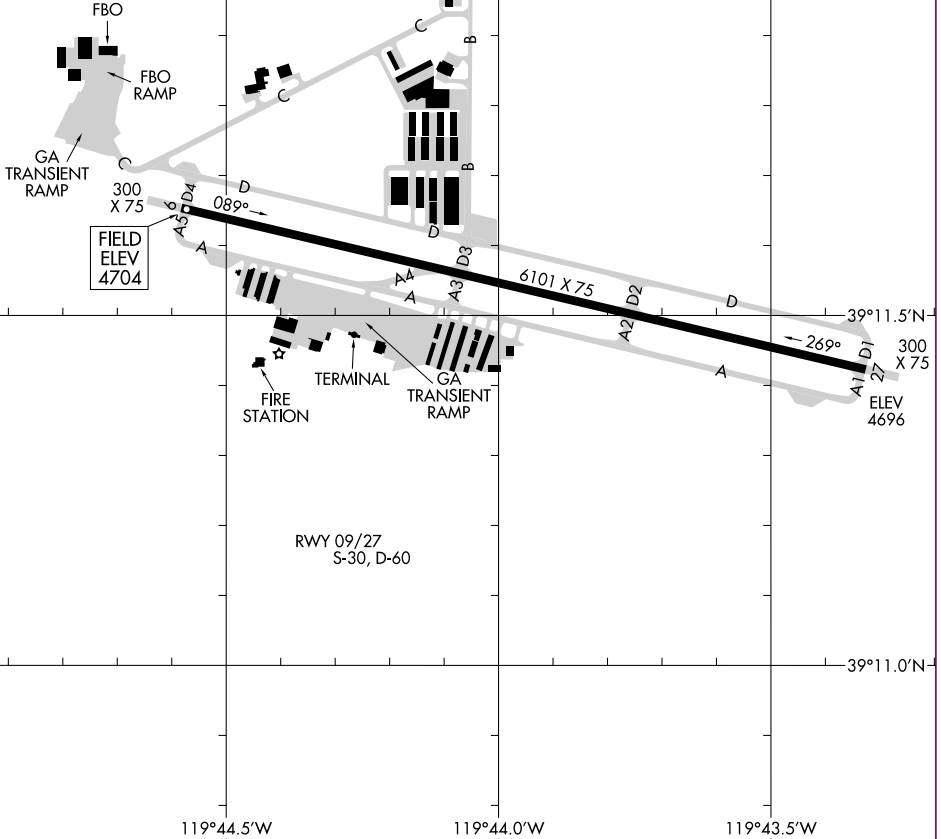 FBO
C
B
FBO
RAMP
C
GA
TRANSIENT
RAMP
C
B
300
X 75
D4
D
9
089°
A5
D
FIELD
ELEV
4704
A
D3
A4
A3
A
6101 X 75
D2
D
39°11.5'N
A2
269°
D1
300
X 75
A
A1
27
ELEV
4696
TERMINAL
GA
TRANSIENT
RAMP
FIRE
STATION
RWY 09/27
S-30, D-60
39°11.0'N
119°44.5'W
119°44.0'W
119°43.5'W